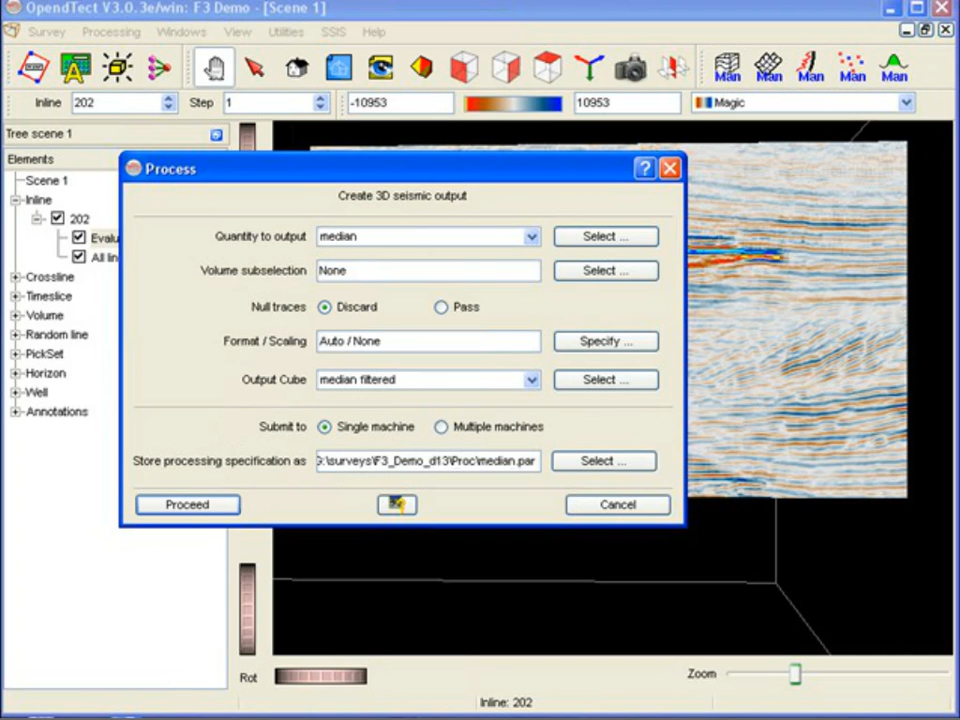 OpendTect V3.0.3e/win: F3 Demo - [Scene 1]
Survey Processing Windows View Utilities SSIS Help
Man Man Man Man Man
Inline 202 Step 1 -10953 10953 Magic
Tree scene 1
Elements
Scene 1
Inline
202
Evalu
All lin
Crossline
Timeslice
Volume
Random line
PickSet
Horizon
Well
Annotations
Process
Create 3D seismic output
Quantity to output median Select ...
Volume subselection None Select ...
Null traces Discard Pass
Format / Scaling Auto / None Specify ...
Output Cube median filtered Select ...
Submit to Single machine Multiple machines
Store processing specification as :\surveys\F3_Demo_d13\Proc\median.par Select ...
Proceed Cancel
Rot
Zoom
Inline: 202